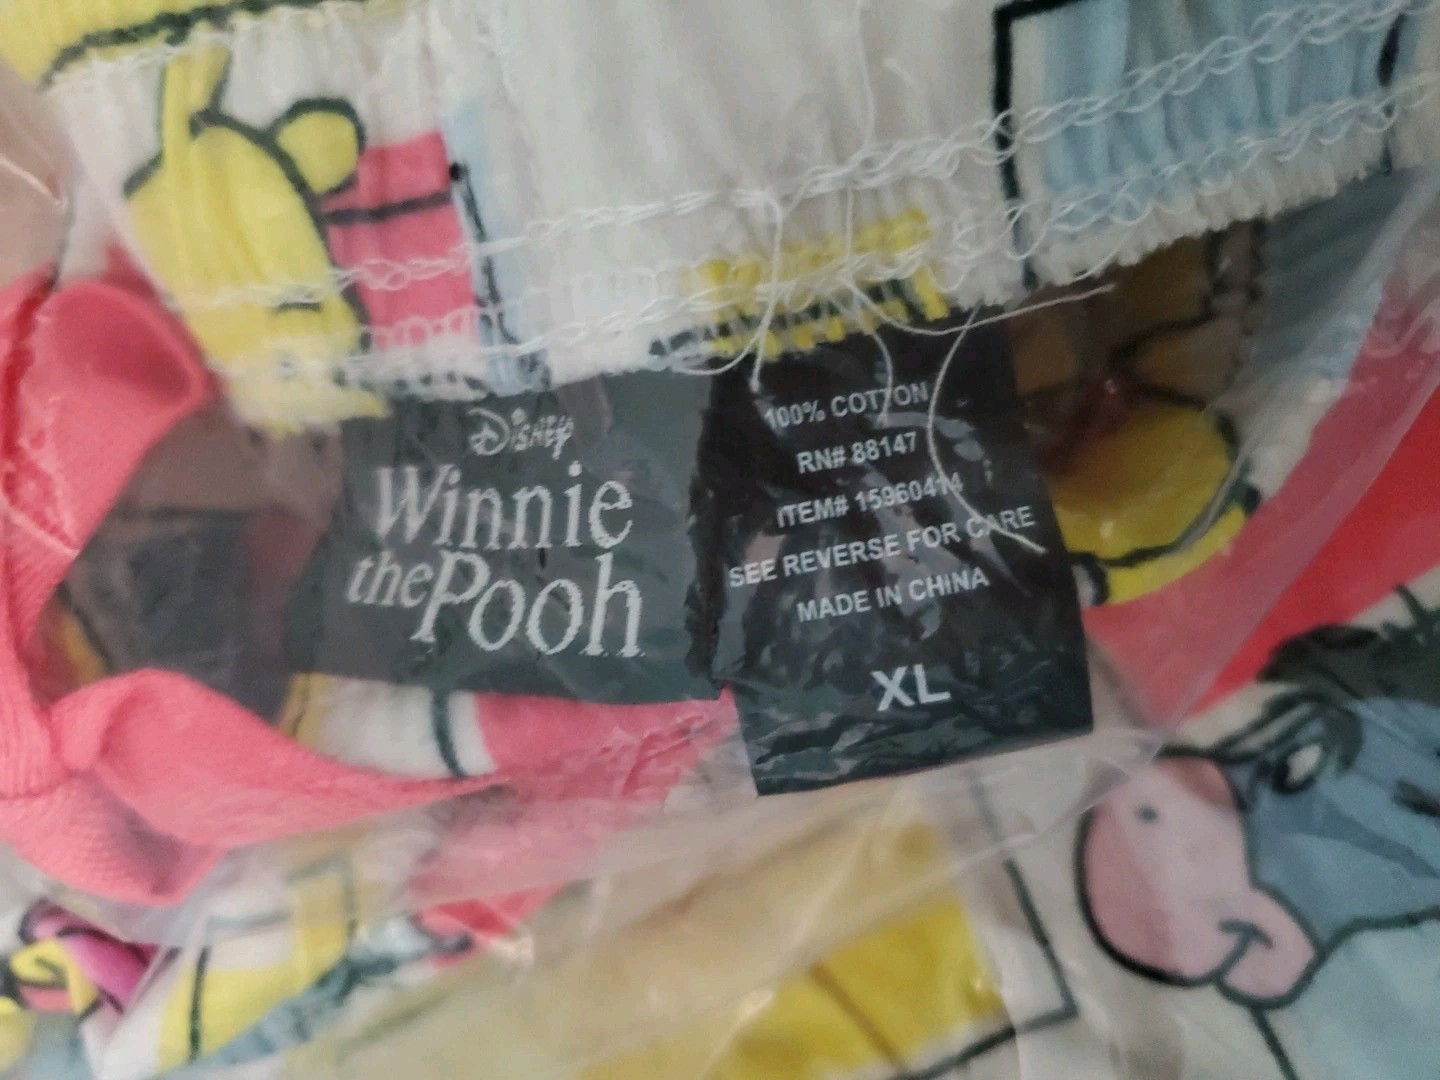 Disney
Winnie
the Pooh
100% COTTON
RN# 88147
ITEM# 15960414
SEE REVERSE FOR CARE
MADE IN CHINA
XL